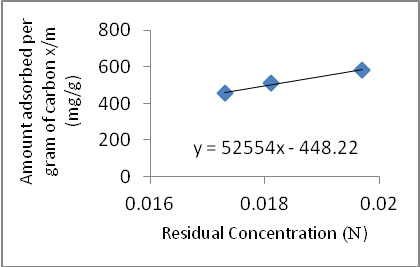 Amount adsorbed per
gram of carbon x/m
(mg/g)
800
600
400
200
0
y = 52554x - 448.22
0.016
0.018
0.02
Residual Concentration (N)